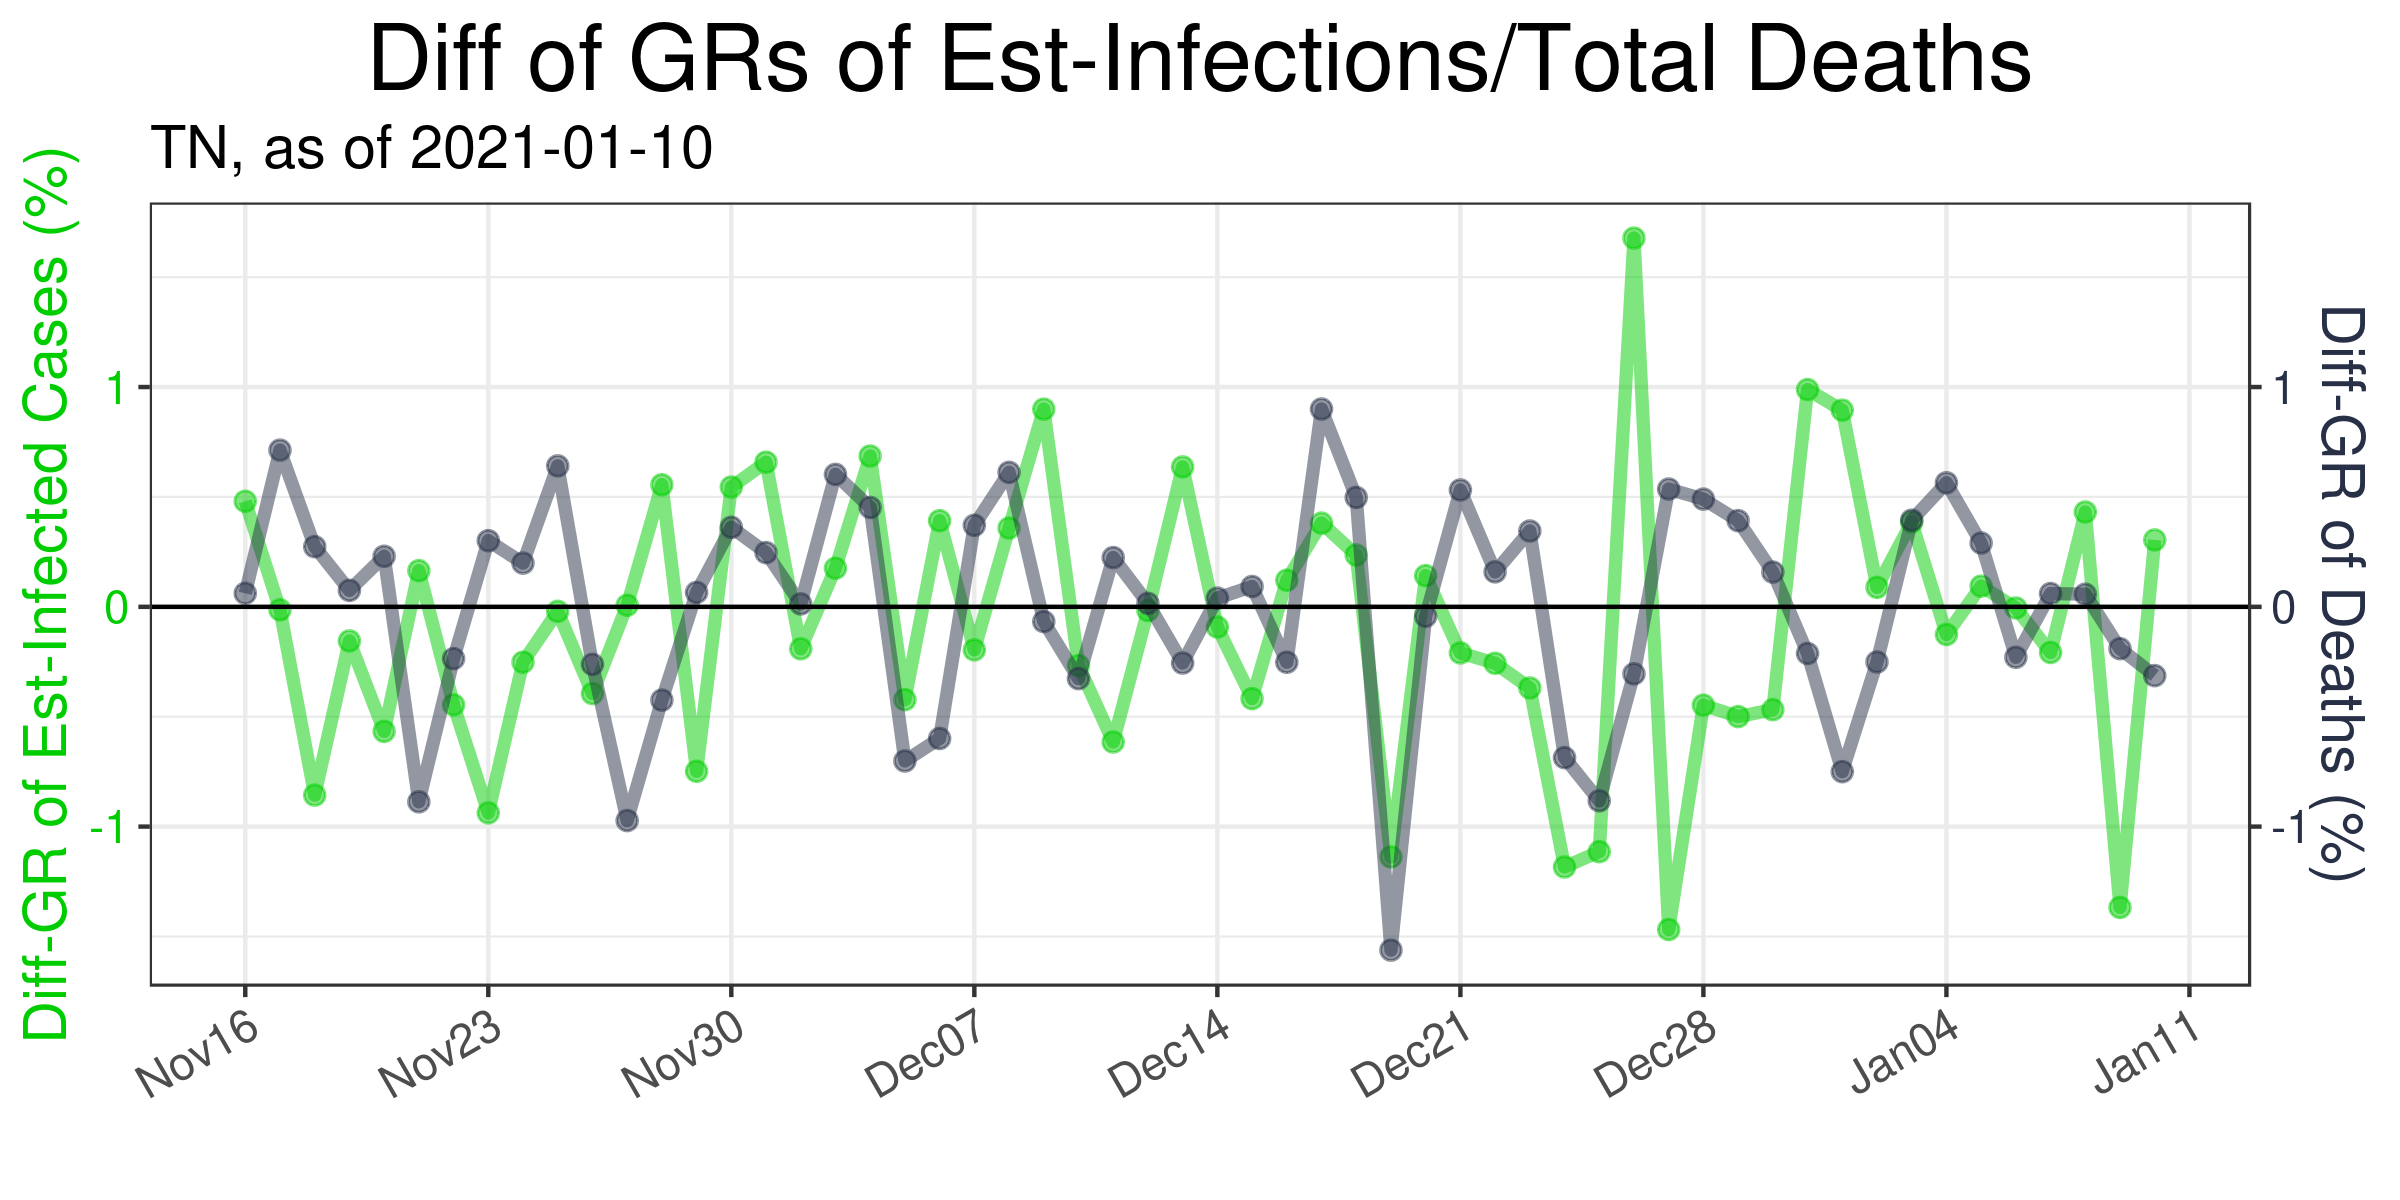 Diff of GRs of Est-Infections/Total Deaths
TN, as of 2021-01-10
Diff-GR of Est-Infected Cases (%)
1
0
-1
1
0
-1
Diff-GR of Deaths (%)
Nov16
Nov23
Nov30
Dec07
Dec14
Dec21
Dec28
Jan04
Jan11